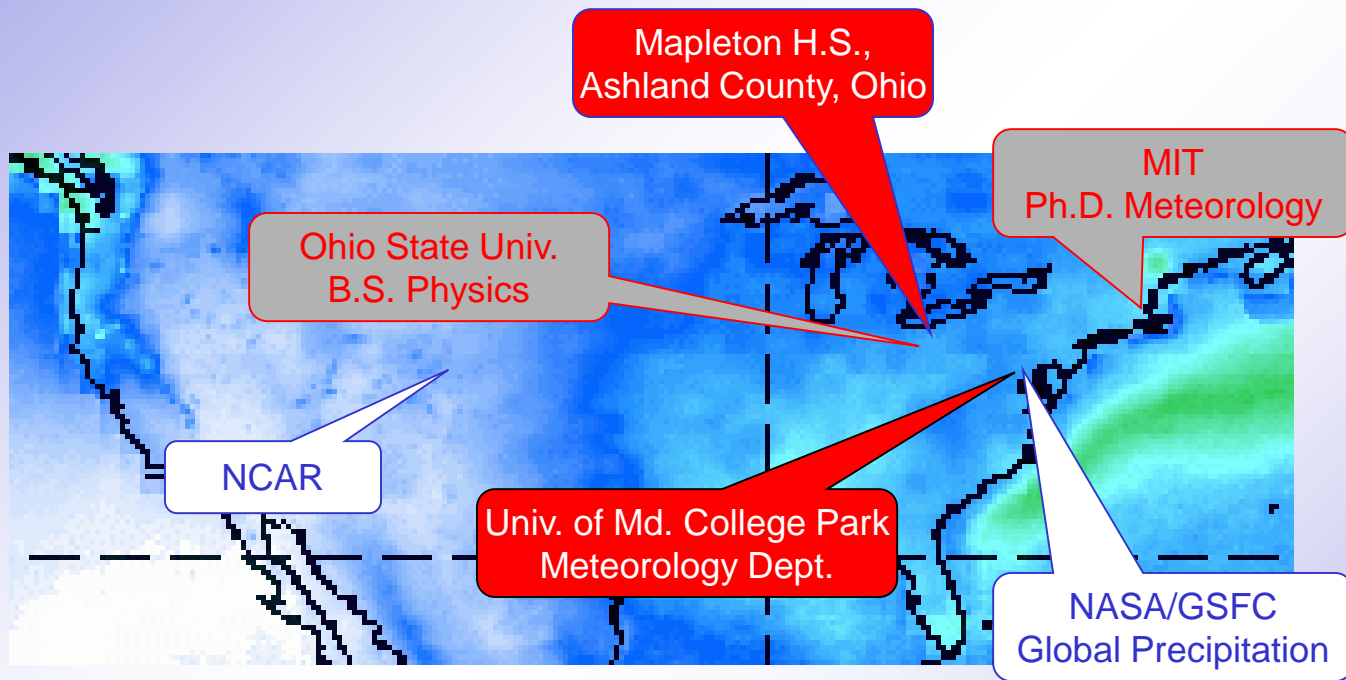 Mapleton H.S.,
Ashland County, Ohio
MIT
Ph.D. Meteorology
Ohio State Univ.
B.S. Physics
NCAR
Univ. of Md. College Park
Meteorology Dept.
NASA/GSFC
Global Precipitation